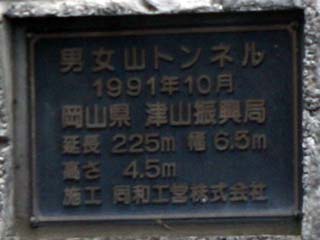 男女山トンネル
1991年10月
岡山県 津山振興局
延長 225m 幅 6.5m
高さ 4.5m
施工 同和工営株式会社